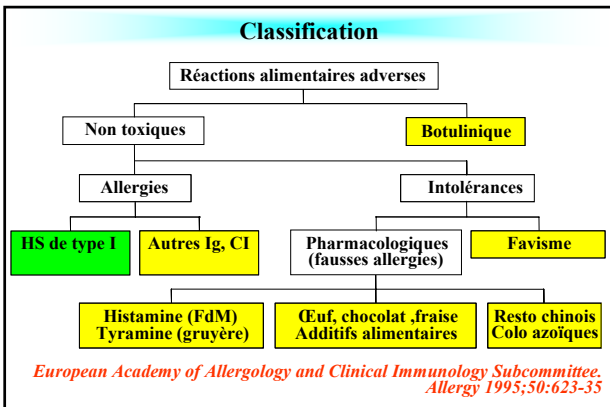 Classification
Réactions alimentaires adverses
Non toxiques
Botulinique
Allergies
Intolérances
HS de type I
Autres Ig, CI
Pharmacologiques
(fausses allergies)
Favisme
Histamine (FdM)
Tyramine (gruyère)
Œuf, chocolat ,fraise
Additifs alimentaires
Resto chinois
Colo azoïques
European Academy of Allergology and Clinical Immunology Subcommittee.
Allergy 1995;50:623-35